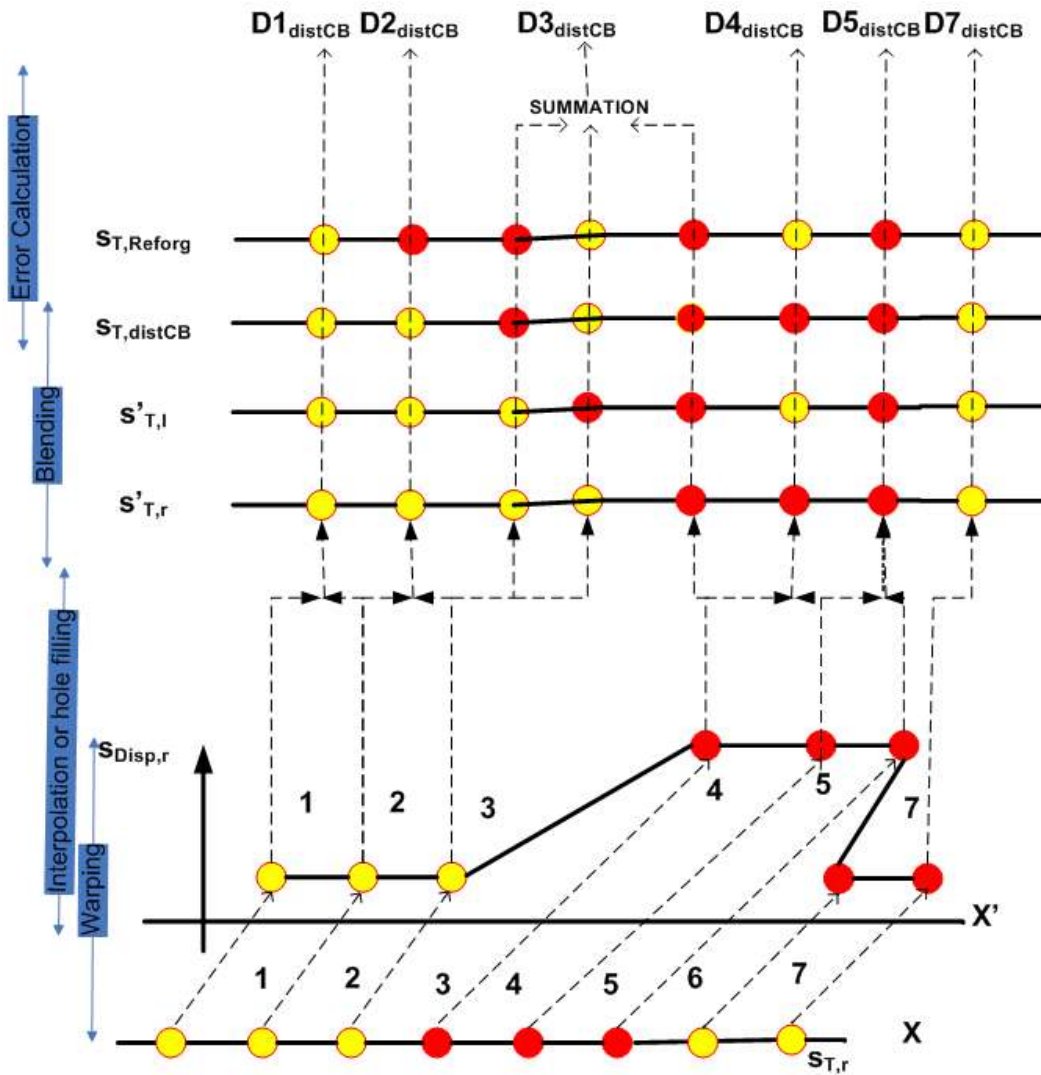 D1distCB D2distCB D3distCB D4distCB D5distCB D7distCB
SUMMATION
Error Calculation
sT,Reforg
sT,distCB
Blending
s'T,l
s'T,r
Interpolation or hole filling
sDisp,r
Warping
1 2 3 4 5 7
X'
1 2 3 4 5 6 7
X
sT,r